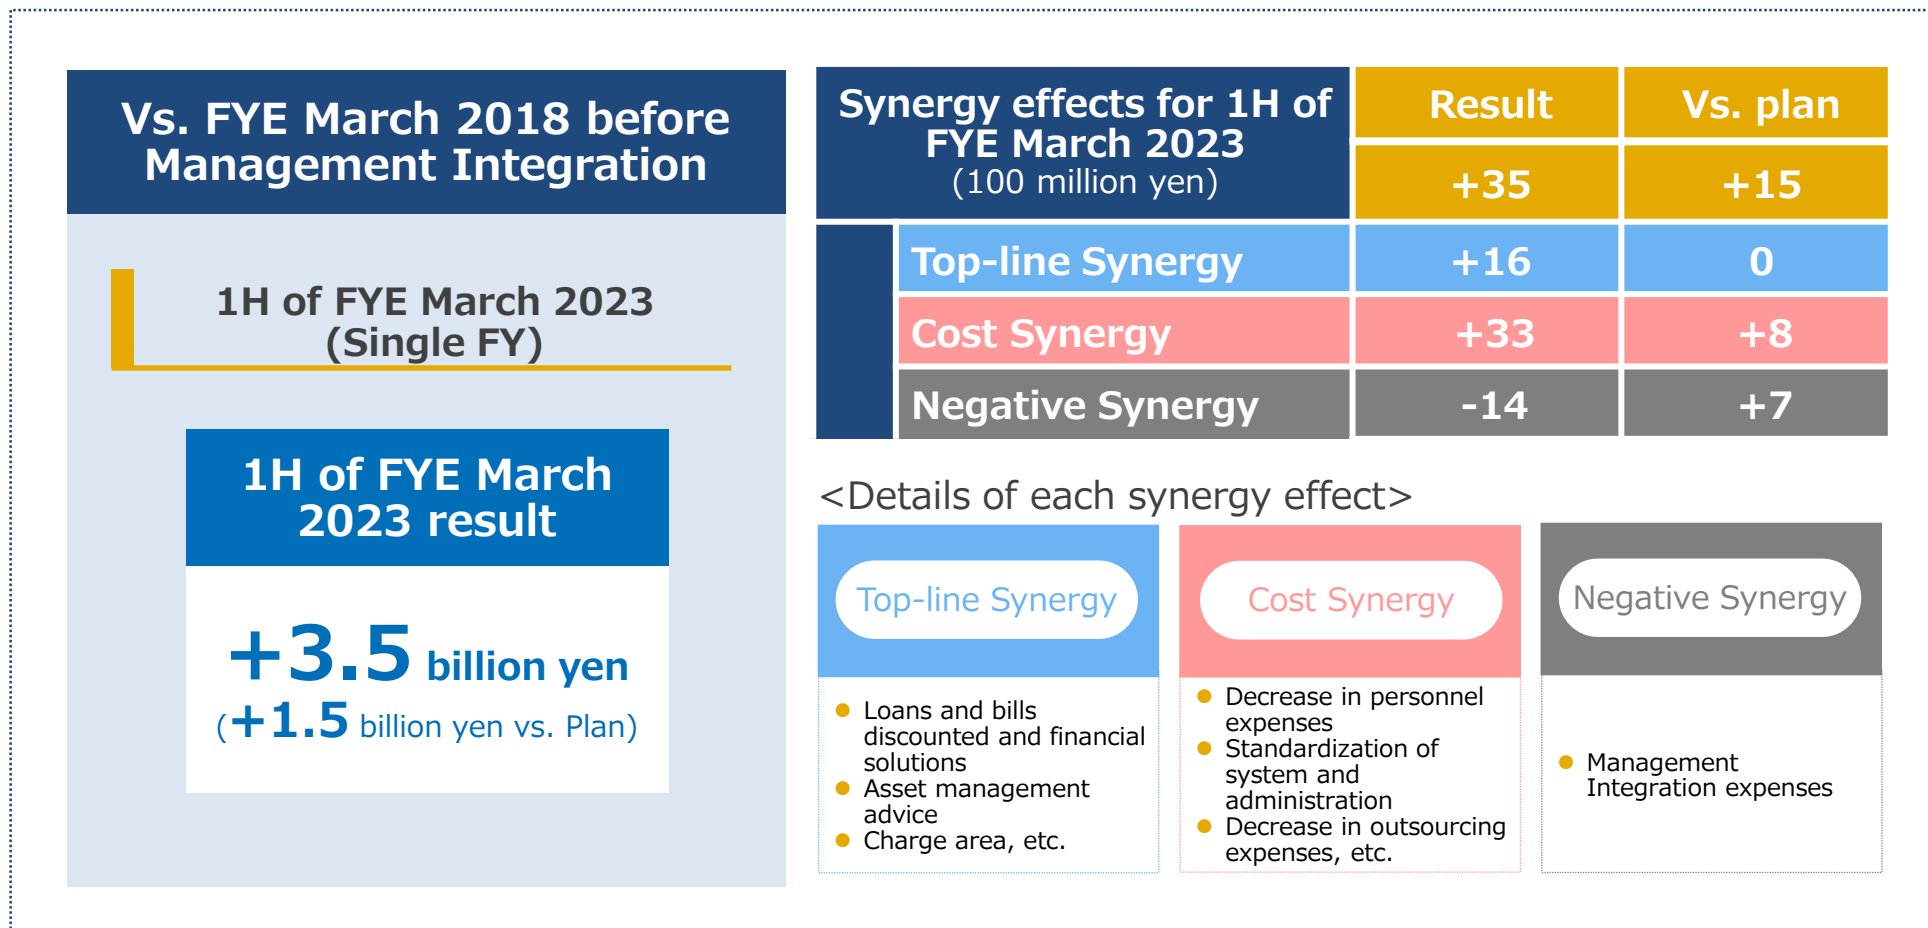 Vs. FYE March 2018 before
Management Integration
1H of FYE March 2023
(Single FY)
1H of FYE March
2023 result
+3.5 billion yen
(+1.5 billion yen vs. Plan)
Synergy effects for 1H of
FYE March 2023
(100 million yen)
Result
Vs. plan
+35
+15
Top-line Synergy
+16
0
Cost Synergy
+33
+8
Negative Synergy
-14
+7
<Details of each synergy effect>
Top-line Synergy
● Loans and bills
discounted and financial
solutions
● Asset management
advice
● Charge area, etc.
Cost Synergy
● Decrease in personnel
expenses
● Standardization of
system and
administration
● Decrease in outsourcing
expenses, etc.
Negative Synergy
● Management
Integration expenses